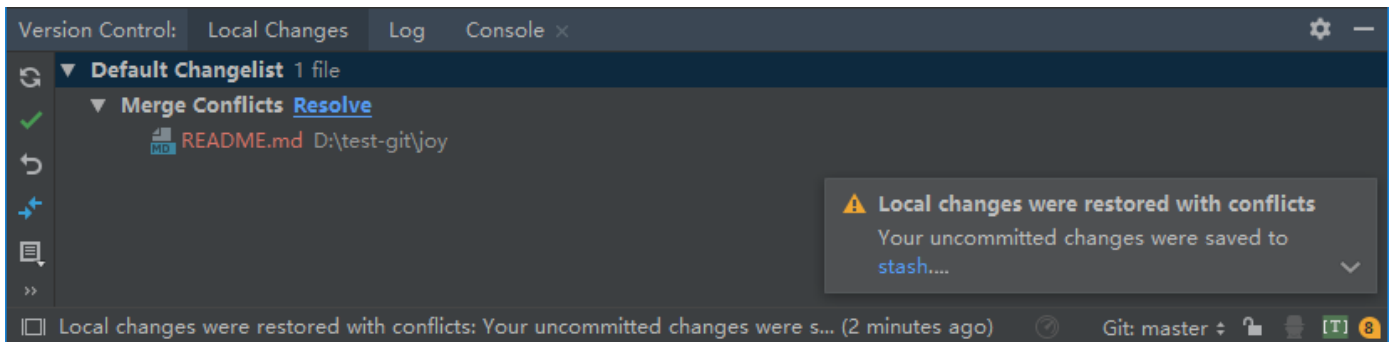 Version Control: Local Changes Log Console ×
Default Changelist 1 file
Merge Conflicts Resolve
MD README.md D:\test-git\joy
Local changes were restored with conflicts
Your uncommitted changes were saved to
stash....
Local changes were restored with conflicts: Your uncommitted changes were s... (2 minutes ago) Git: master [T] 8